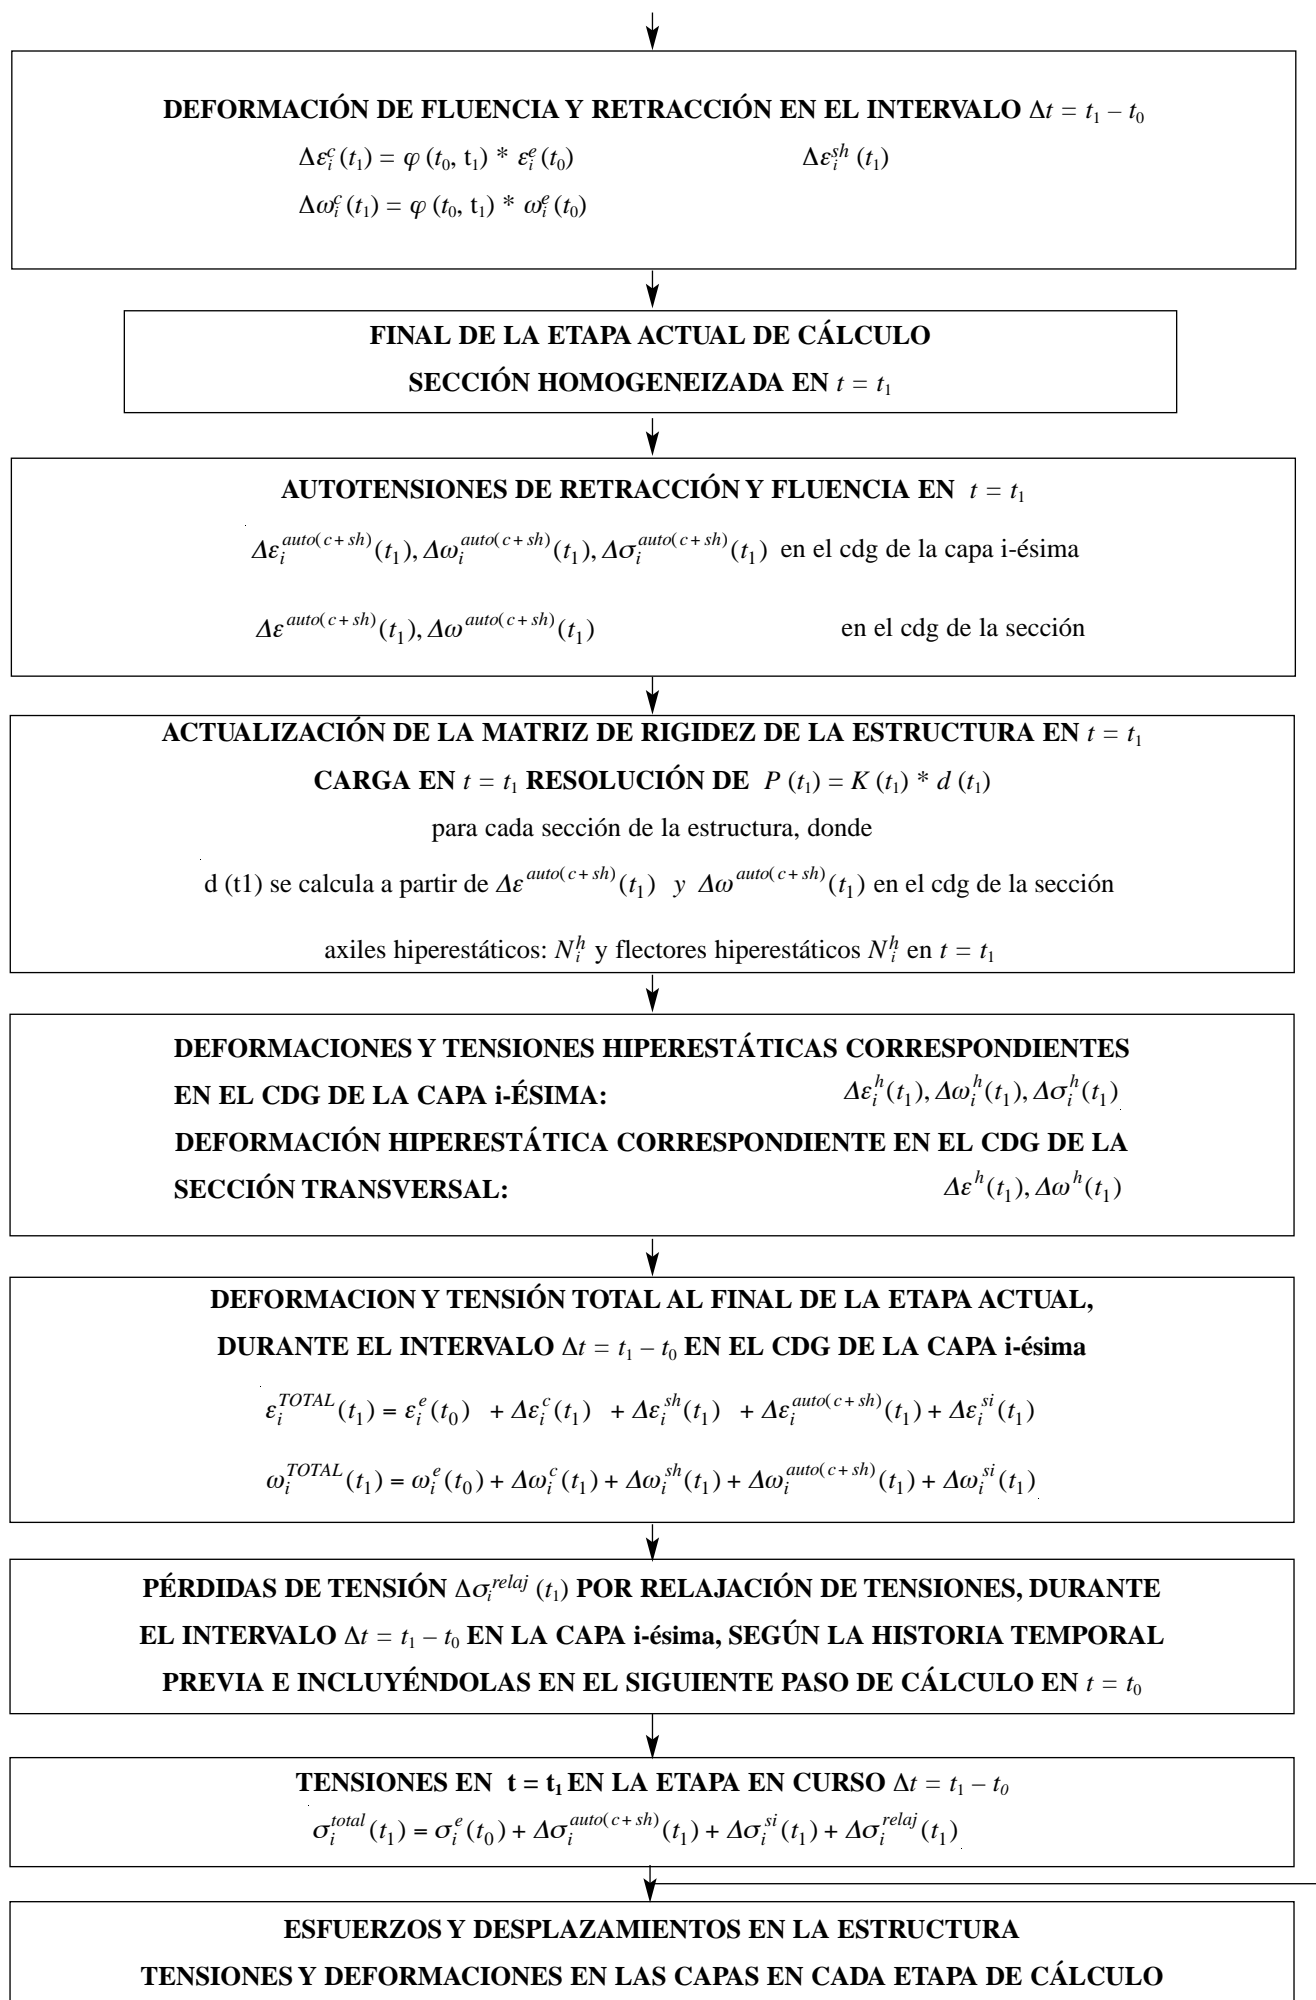 DEFORMACIÓN DE FLUENCIA Y RETRACCIÓN EN EL INTERVALO Δt = t₁ – t₀
Δε_i^c (t₁) = φ (t₀, t₁) * ε_i^e (t₀) Δε_i^sh (t₁)
Δω_i^c (t₁) = φ (t₀, t₁) * ω_i^e (t₀)
FINAL DE LA ETAPA ACTUAL DE CÁLCULO
SECCIÓN HOMOGENEIZADA EN t = t₁
AUTOTENSIONES DE RETRACCIÓN Y FLUENCIA EN t = t₁
Δε_i^auto(c+sh) (t₁), Δω_i^auto(c+sh) (t₁), Δσ_i^auto(c+sh) (t₁) en el cdg de la capa i-ésima
Δε^auto(c+sh) (t₁), Δω^auto(c+sh) (t₁) en el cdg de la sección
ACTUALIZACIÓN DE LA MATRIZ DE RIGIDEZ DE LA ESTRUCTURA EN t = t₁
CARGA EN t = t₁ RESOLUCIÓN DE P (t₁) = K (t₁) * d (t₁)
para cada sección de la estructura, donde
d (t1) se calcula a partir de Δε^auto(c+sh) (t₁) y Δω^auto(c+sh) (t₁) en el cdg de la sección
axiles hiperestáticos: N_i^h y flectores hiperestáticos N_i^h en t = t₁
DEFORMACIONES Y TENSIONES HIPERESTÁTICAS CORRESPONDIENTES
EN EL CDG DE LA CAPA i-ÉSIMA: Δε_i^h (t₁), Δω_i^h (t₁), Δσ_i^h (t₁)
DEFORMACIÓN HIPERESTÁTICA CORRESPONDIENTE EN EL CDG DE LA
SECCIÓN TRANSVERSAL: Δε^h (t₁), Δω^h (t₁)
DEFORMACION Y TENSIÓN TOTAL AL FINAL DE LA ETAPA ACTUAL,
DURANTE EL INTERVALO Δt = t₁ – t₀ EN EL CDG DE LA CAPA i-ésima
ε_i^TOTAL (t₁) = ε_i^e (t₀) + Δε_i^c (t₁) + Δε_i^sh (t₁) + Δε_i^auto(c+sh) (t₁) + Δε_i^si (t₁)
ω_i^TOTAL (t₁) = ω_i^e (t₀) + Δω_i^c (t₁) + Δω_i^sh (t₁) + Δω_i^auto(c+sh) (t₁) + Δω_i^si (t₁)
PÉRDIDAS DE TENSIÓN Δσ_i^relaj (t₁) POR RELAJACIÓN DE TENSIONES, DURANTE
EL INTERVALO Δt = t₁ – t₀ EN LA CAPA i-ésima, SEGÚN LA HISTORIA TEMPORAL
PREVIA E INCLUYÉNDOLAS EN EL SIGUIENTE PASO DE CÁLCULO EN t = t₀
TENSIONES EN t = t₁ EN LA ETAPA EN CURSO Δt = t₁ – t₀
σ_i^total (t₁) = σ_i^e (t₀) + Δσ_i^auto(c+sh) (t₁) + Δσ_i^si (t₁) + Δσ_i^relaj (t₁)
ESFUERZOS Y DESPLAZAMIENTOS EN LA ESTRUCTURA
TENSIONES Y DEFORMACIONES EN LAS CAPAS EN CADA ETAPA DE CÁLCULO